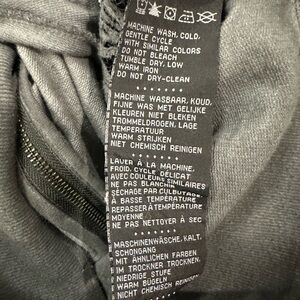 MACHINE WASH, COLD,
GENTLE CYCLE
WITH SIMILAR COLORS
DO NOT BLEACH
TUMBLE DRY, LOW
WARM IRON
DO NOT DRY-CLEAN
MACHINE WASBAAR, KOUD,
FIJNE WAS MET GELIJKE
KLEUREN NIET BLEKEN
TROMMELDROGEN, LAGE
TEMPERATUUR
WARM STRIJKEN
NIET CHEMISCH REINIGEN
LAVER À LA MACHINE,
FROID, CYCLE DÉLICAT
AVEC COULEURS SIMILAIRES
NE PAS BLANCHIR
SÉCHAGE PAR CULBUTAGE,
À BASSE TEMPÉRATURE
REPASSER À TEMPÉRATURE
MOYENNE
NE PAS NETTOYER À SEC
MASCHINENWÄSCHE, KALT,
SCHONGANG
MIT ÄHNLICHEN FARBEN
IM TROCKNER TROCKNEN,
NIEDRIGE STUFE
WARM BÜGELN
NICHT CHEMISCH REINIGEN